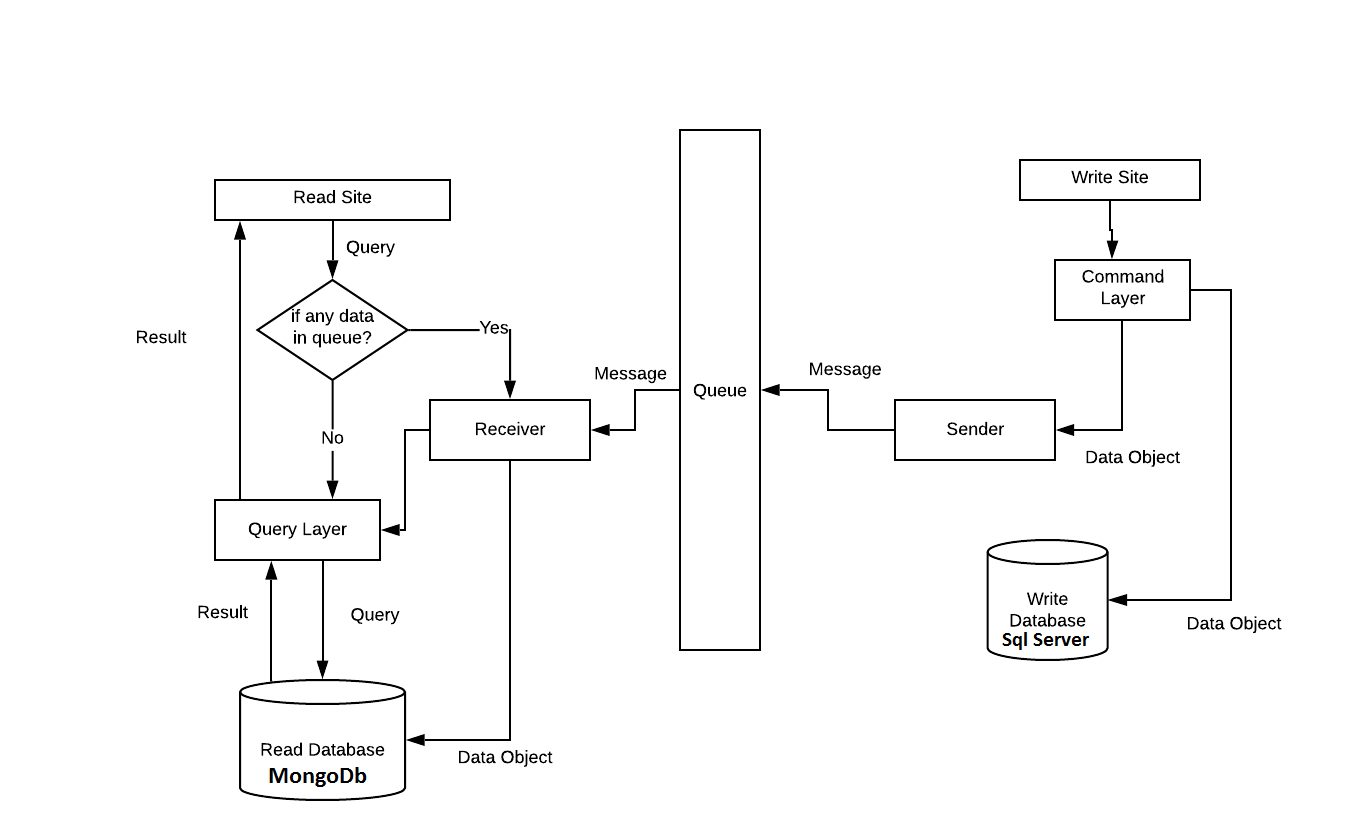 Write Site
Read Site
Query
Command
Layer
if any data
in queue?
Yes
Result
Message
Message
Queue
Receiver
Sender
No
Data Object
Query Layer
Result
Query
Write
Database
Sql Server
Data Object
Read Database
MongoDb
Data Object